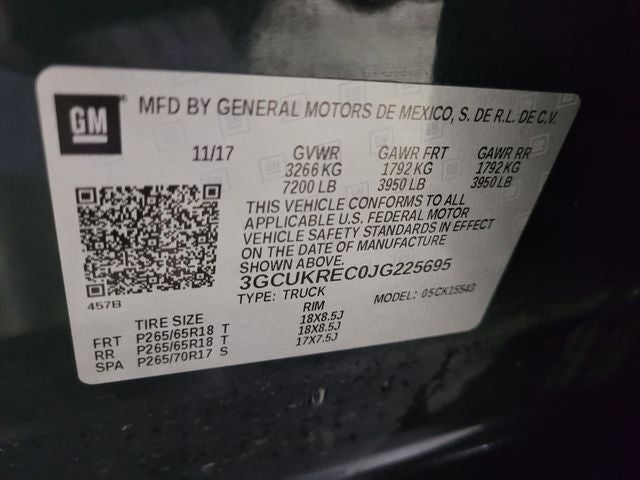 GM
MFD BY GENERAL MOTORS DE MEXICO, S. DE R.L. DE C.V.
11/17 GVWR GAWR FRT GAWR RR
3266 KG 1792 KG 1792 KG
7200 LB 3950 LB 3950 LB
THIS VEHICLE CONFORMS TO ALL
APPLICABLE U.S. FEDERAL MOTOR
VEHICLE SAFETY STANDARDS IN EFFECT
ON THE DATE OF MANUFACTURE
SHOWN ABOVE.
3GCUKREC0JG225695
457B TYPE: TRUCK MODEL: 05CK15543
TIRE SIZE RIM
FRT P265/65R18 T 18X8.5J
RR P265/65R18 T 18X8.5J
SPA P265/70R17 S 17X7.5J